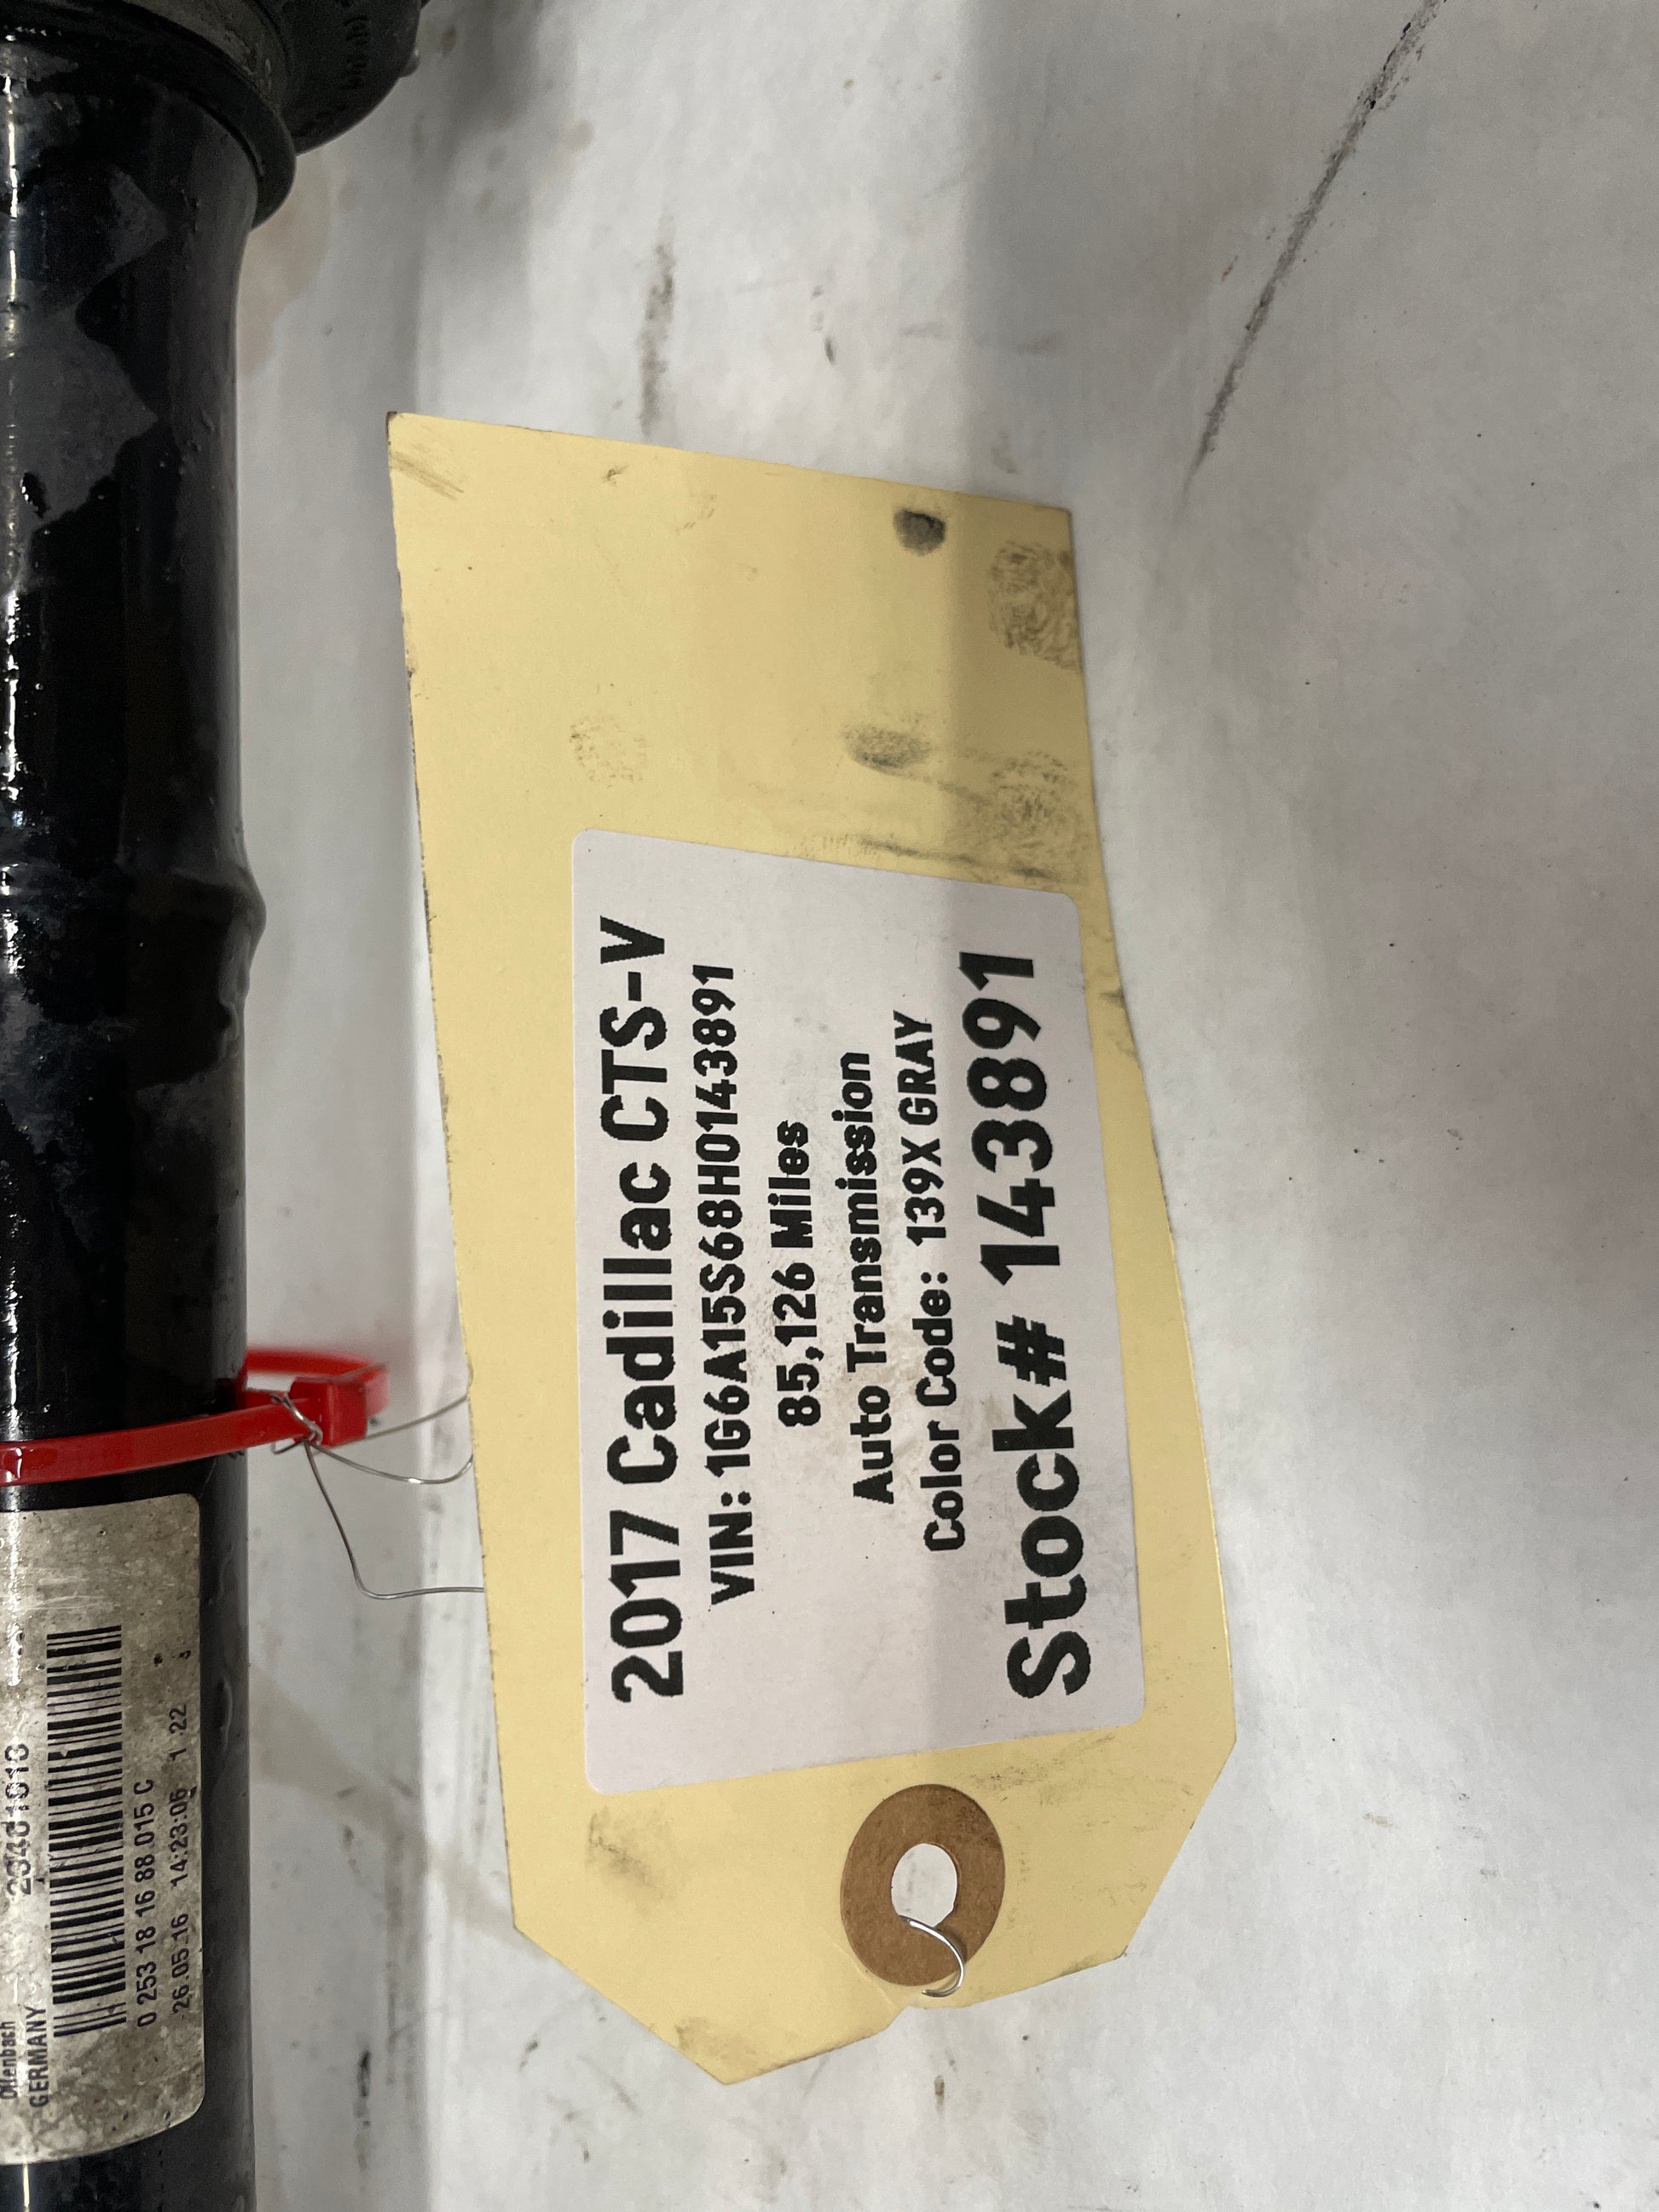 2017 Cadillac CTS-V
VIN: 1G6A15S68H0143891
85,126 Miles
Auto Transmission
Color Code: 139X GRAY
Stock# 143891
Offenbach
GERMANY
0 253 18 16 88 015 C
26.05.16 14:23:06 1 22